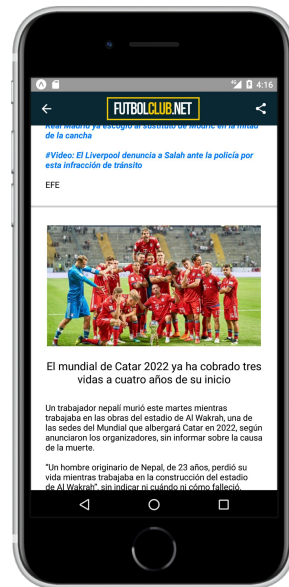 4:16
FUTBOLCLUB.NET
Real Madrid ya escogió al sustituto de Modric en la mitad
de la cancha
#Video: El Liverpool denuncia a Salah ante la policía por
esta infracción de tránsito
EFE
El mundial de Catar 2022 ya ha cobrado tres
vidas a cuatro años de su inicio
Un trabajador nepalí murió este martes mientras
trabajaba en las obras del estadio de Al Wakrah, una de
las sedes del Mundial que albergará Catar en 2022, según
anunciaron los organizadores, sin informar sobre la causa
de la muerte.
"Un hombre originario de Nepal, de 23 años, perdió su
vida mientras trabajaba en la construcción del estadio
de Al Wakrah", sin indicar ni cuándo ni cómo falleció.